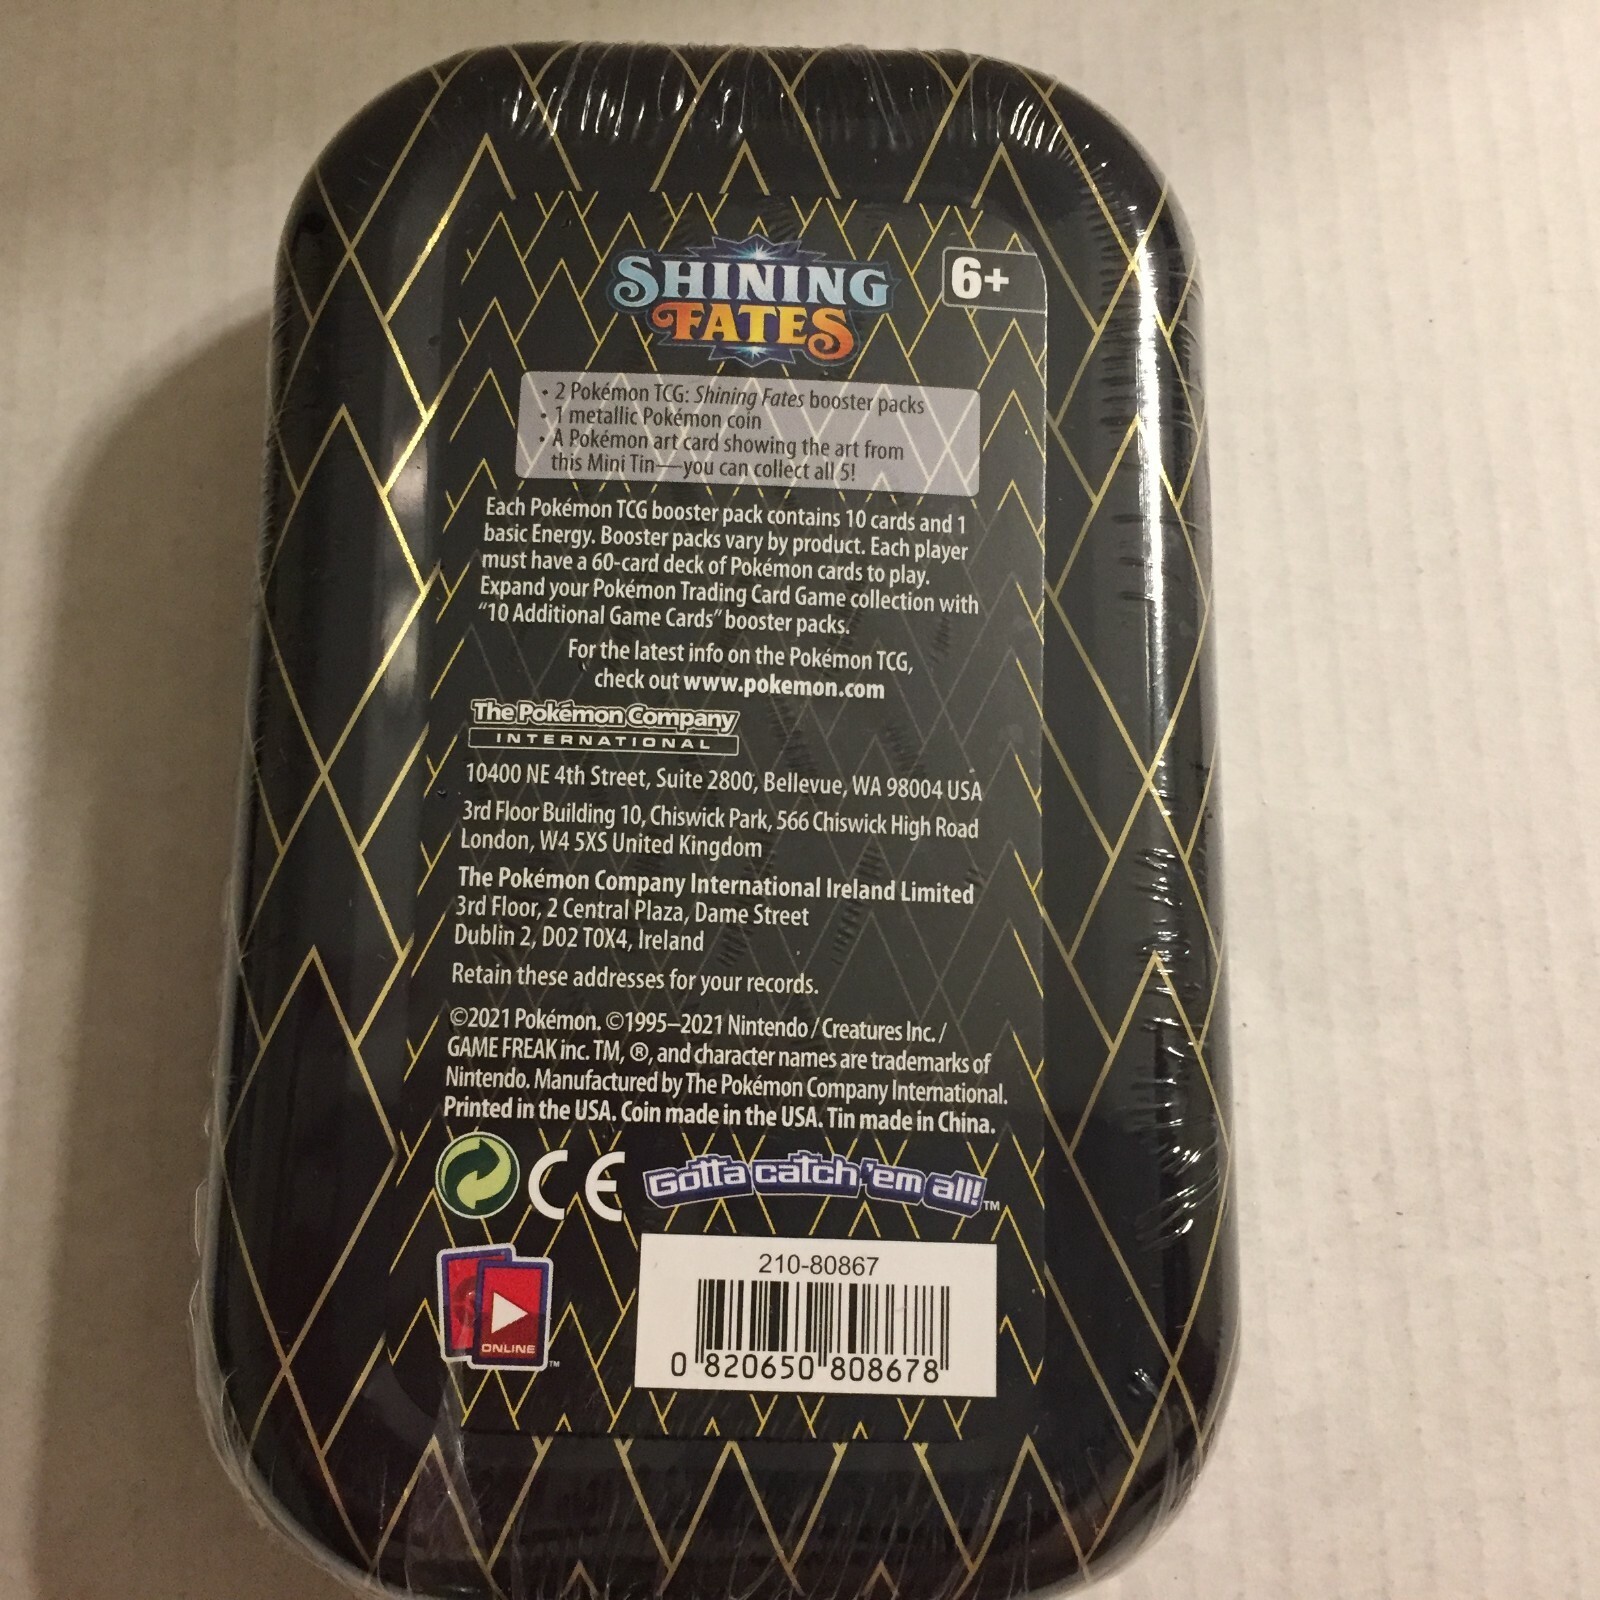 SHINING
FATES
6+
• 2 Pokémon TCG: Shining Fates booster packs
• 1 metallic Pokémon coin
• A Pokémon art card showing the art from
this Mini Tin—you can collect all 5!
Each Pokémon TCG booster pack contains 10 cards and 1
basic Energy. Booster packs vary by product. Each player
must have a 60-card deck of Pokémon cards to play.
Expand your Pokémon Trading Card Game collection with
“10 Additional Game Cards” booster packs.
For the latest info on the Pokémon TCG,
check out www.pokemon.com
The Pokémon Company
INTERNATIONAL
10400 NE 4th Street, Suite 2800, Bellevue, WA 98004 USA
3rd Floor Building 10, Chiswick Park, 566 Chiswick High Road
London, W4 5XS United Kingdom
The Pokémon Company International Ireland Limited
3rd Floor, 2 Central Plaza, Dame Street
Dublin 2, D02 T0X4, Ireland
Retain these addresses for your records.
©2021 Pokémon. ©1995–2021 Nintendo / Creatures Inc. /
GAME FREAK inc. TM, ®, and character names are trademarks of
Nintendo. Manufactured by The Pokémon Company International.
Printed in the USA. Coin made in the USA. Tin made in China.
CE
Gotta catch 'em all!™
ONLINE™
210-80867
0 820650 808678